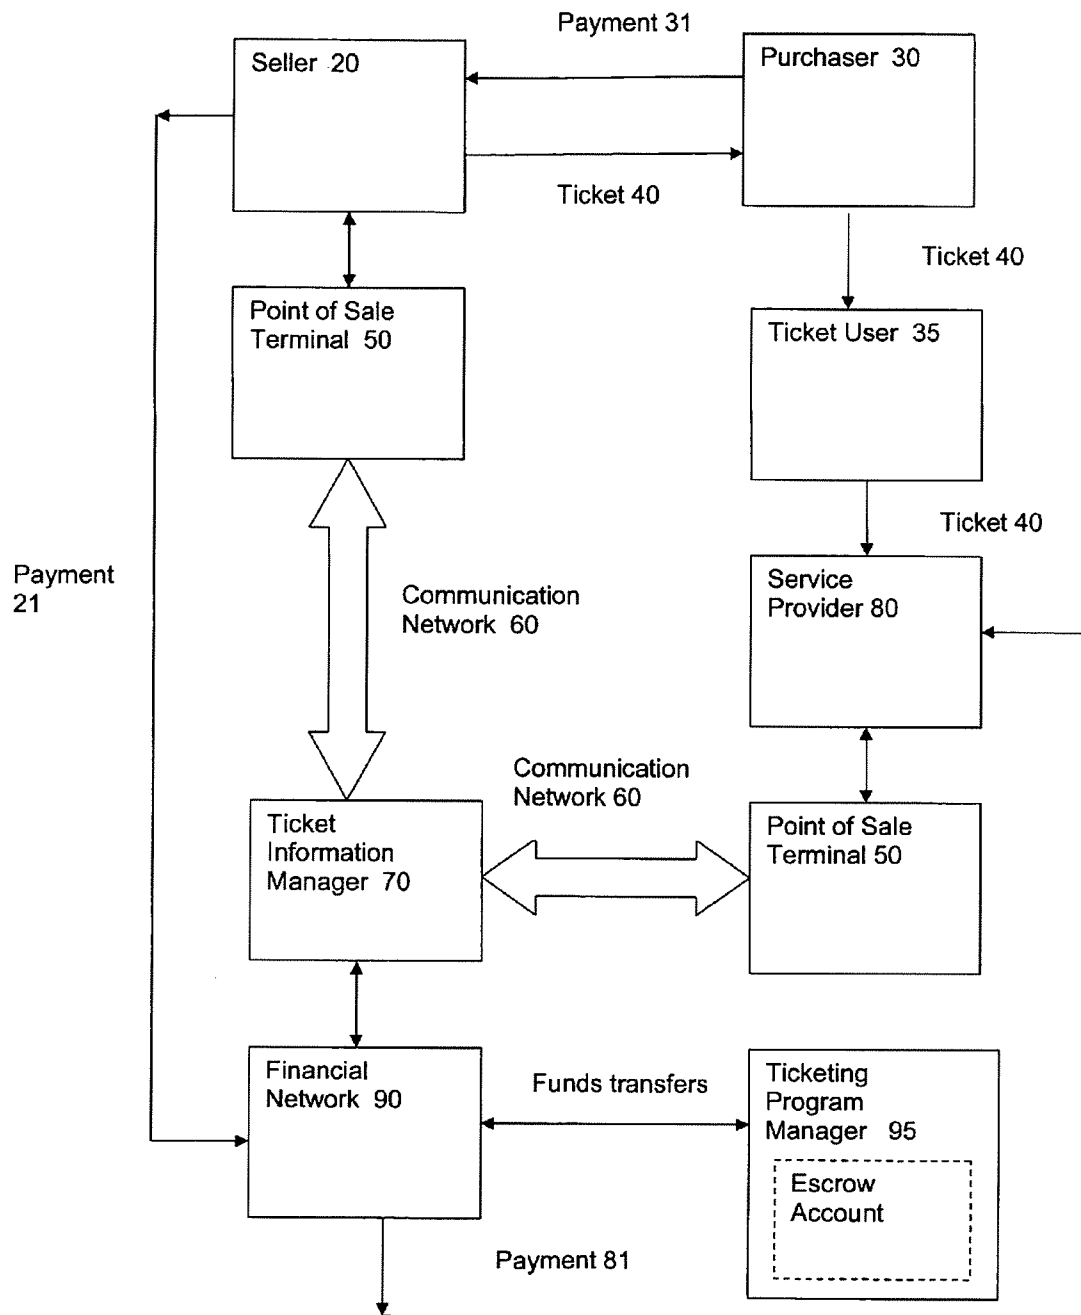 Payment 31
Seller 20
Purchaser 30
Ticket 40
Ticket 40
Point of Sale
Terminal 50
Ticket User 35
Ticket 40
Payment
21
Communication
Network 60
Service
Provider 80
Communication
Network 60
Ticket
Information
Manager 70
Point of Sale
Terminal 50
Financial
Network 90
Funds transfers
Ticketing
Program
Manager 95
Escrow
Account
Payment 81